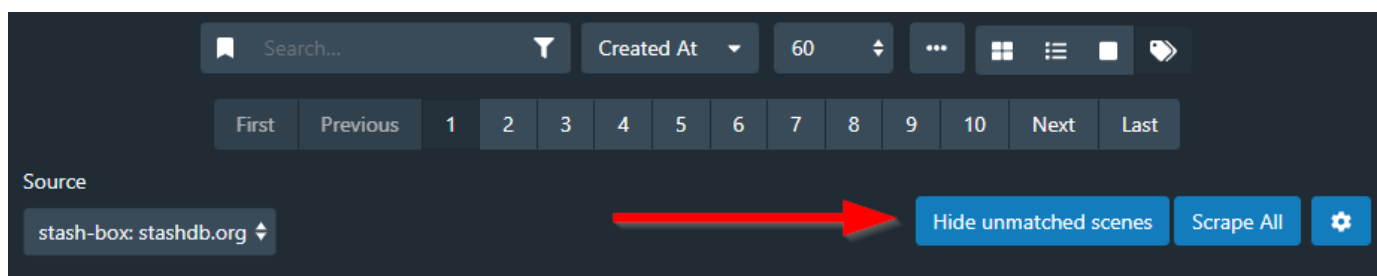 Search... Created At 60
First Previous 1 2 3 4 5 6 7 8 9 10 Next Last
Source
stash-box: stashdb.org Hide unmatched scenes Scrape All